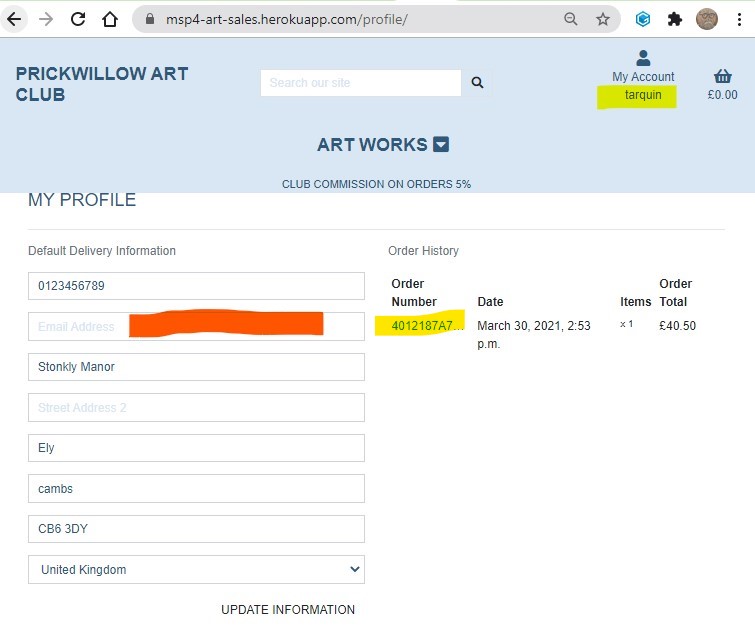 msp4-art-sales.herokuapp.com/profile/
PRICKWILLOW ART
CLUB
Search our site
My Account
tarquin
£0.00
ART WORKS
CLUB COMMISSION ON ORDERS 5%
MY PROFILE
Default Delivery Information
0123456789
Email Address
Stonkly Manor
Street Address 2
Ely
cambs
CB6 3DY
United Kingdom
UPDATE INFORMATION
Order History
Order Number Date Items Order Total
4012187A7... March 30, 2021, 2:53 p.m. x 1 £40.50